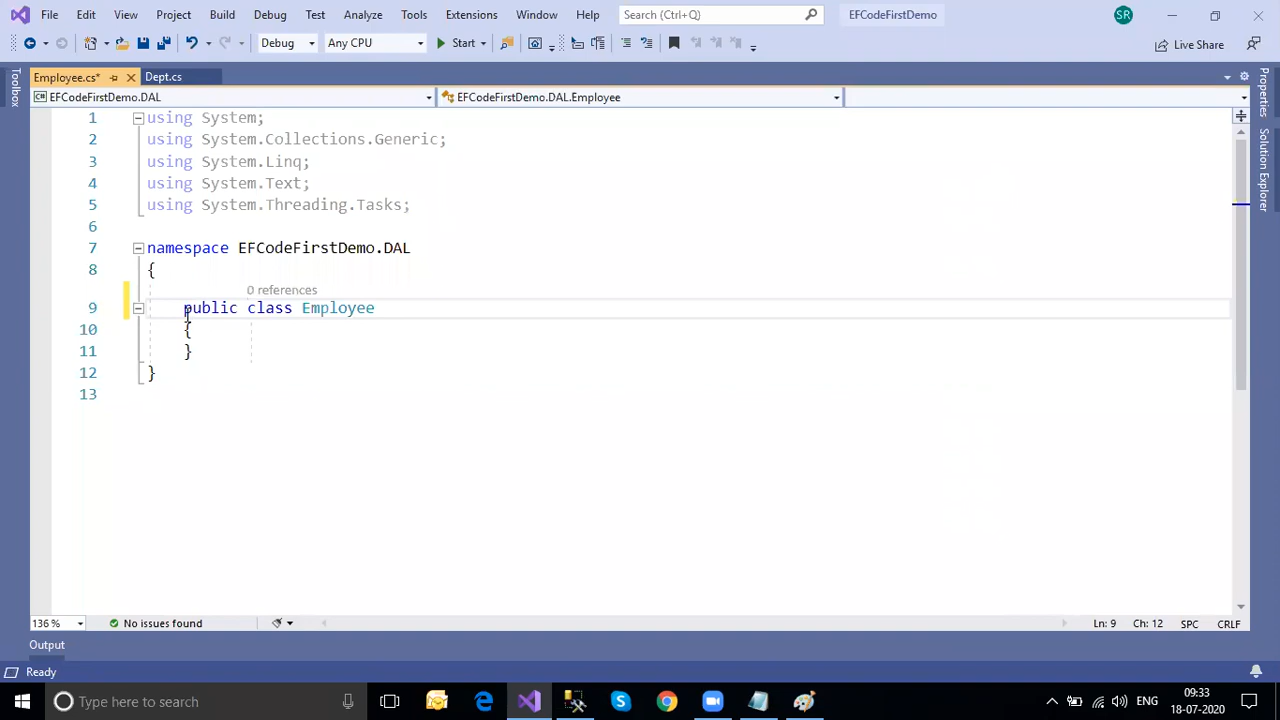 File Edit View Project Build Debug Test Analyze Tools Extensions Window Help Search (Ctrl+Q) EFCodeFirstDemo SR
Debug Any CPU Start Live Share
Employee.cs* Dept.cs
EFCodeFirstDemo.DAL EFCodeFirstDemo.DAL.Employee
Toolbox
Properties
Solution Explorer
1 using System;
2 using System.Collections.Generic;
3 using System.Linq;
4 using System.Text;
5 using System.Threading.Tasks;
6
7 namespace EFCodeFirstDemo.DAL
8 {
0 references
9 public class Employee
10 {
11 }
12 }
13
136 % No issues found Ln: 9 Ch: 12 SPC CRLF
Output
Ready
Type here to search ENG 09:33
18-07-2020